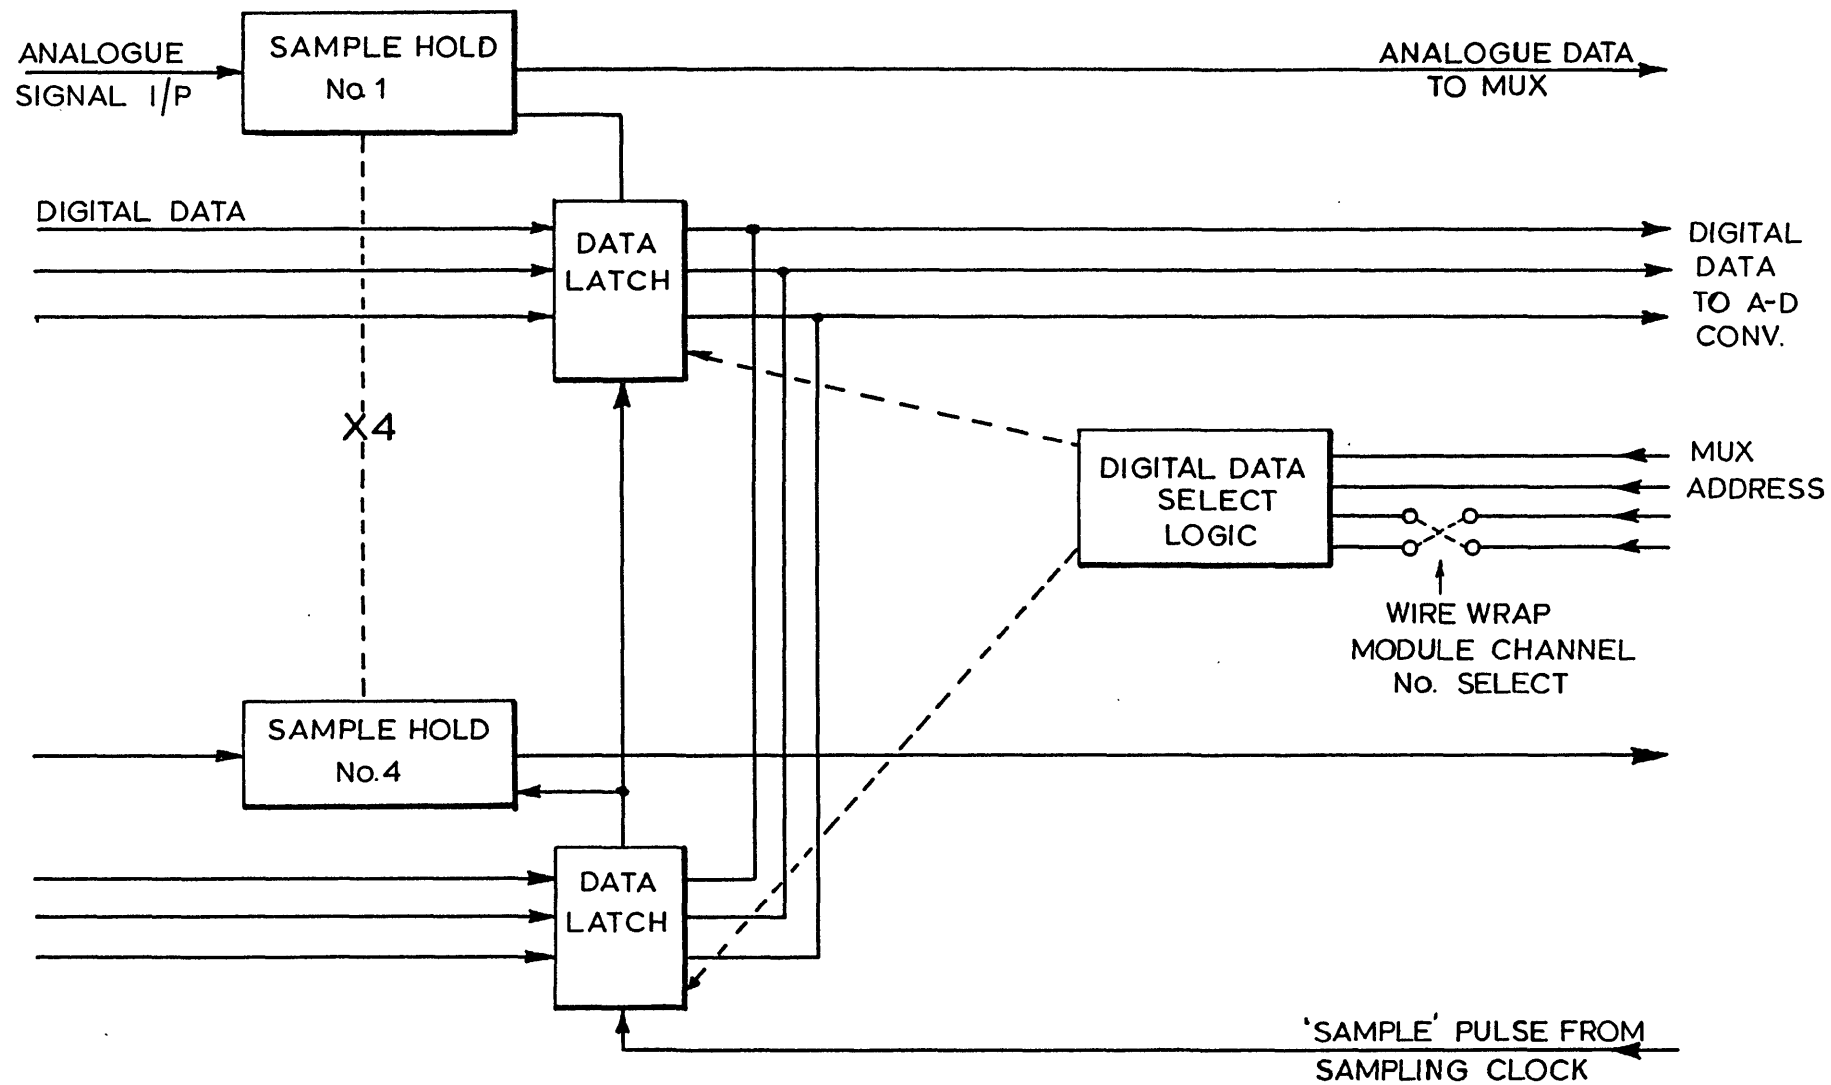 ANALOGUE
SIGNAL I/P
SAMPLE HOLD
No. 1
ANALOGUE DATA
TO MUX
DIGITAL DATA
DATA
LATCH
DIGITAL
DATA
TO A-D
CONV.
X4
DIGITAL DATA
SELECT
LOGIC
MUX
ADDRESS
WIRE WRAP
MODULE CHANNEL
No. SELECT
SAMPLE HOLD
No. 4
DATA
LATCH
'SAMPLE' PULSE FROM
SAMPLING CLOCK